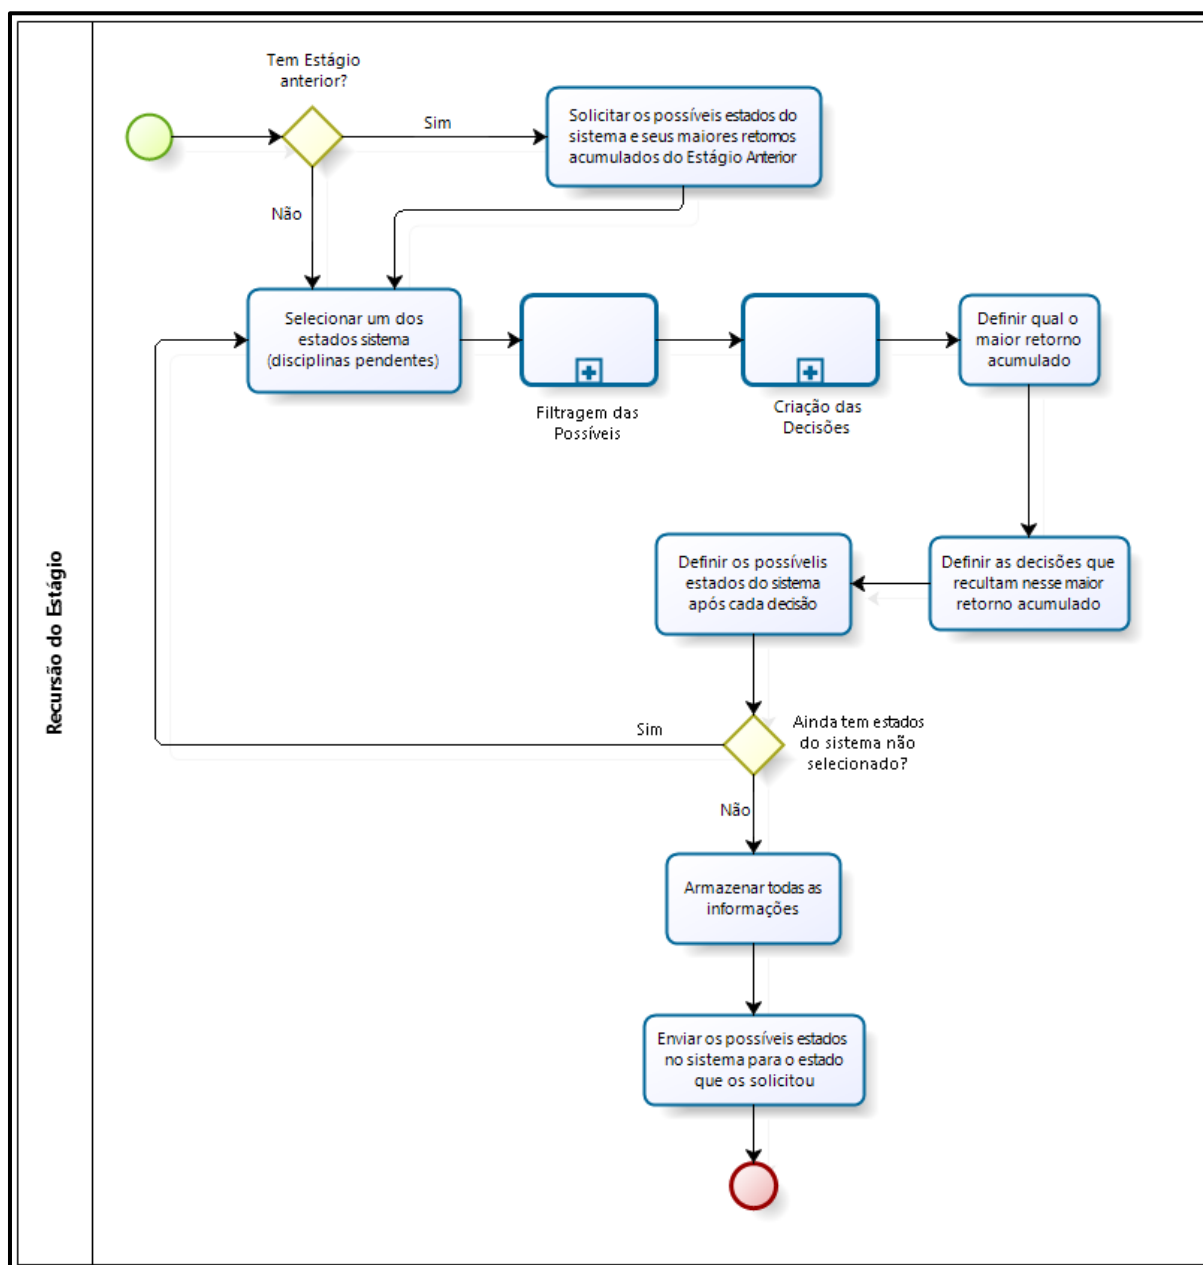 Recursão do Estágio
Tem Estágio
anterior?
Sim
Solicitar os possíveis estados do
sistema e seus maiores retornos
acumulados do Estágio Anterior
Não
Selecionar um dos
estados sistema
(disciplinas pendentes)
Filtragem das
Possíveis
Criação das
Decisões
Definir qual o
maior retorno
acumulado
Definir as decisões que
recultam nesse maior
retorno acumulado
Definir os possívelis
estados do sistema
após cada decisão
Ainda tem estados
do sistema não
selecionado?
Sim
Não
Armazenar todas as
informações
Enviar os possíveis estados
no sistema para o estado
que os solicitou